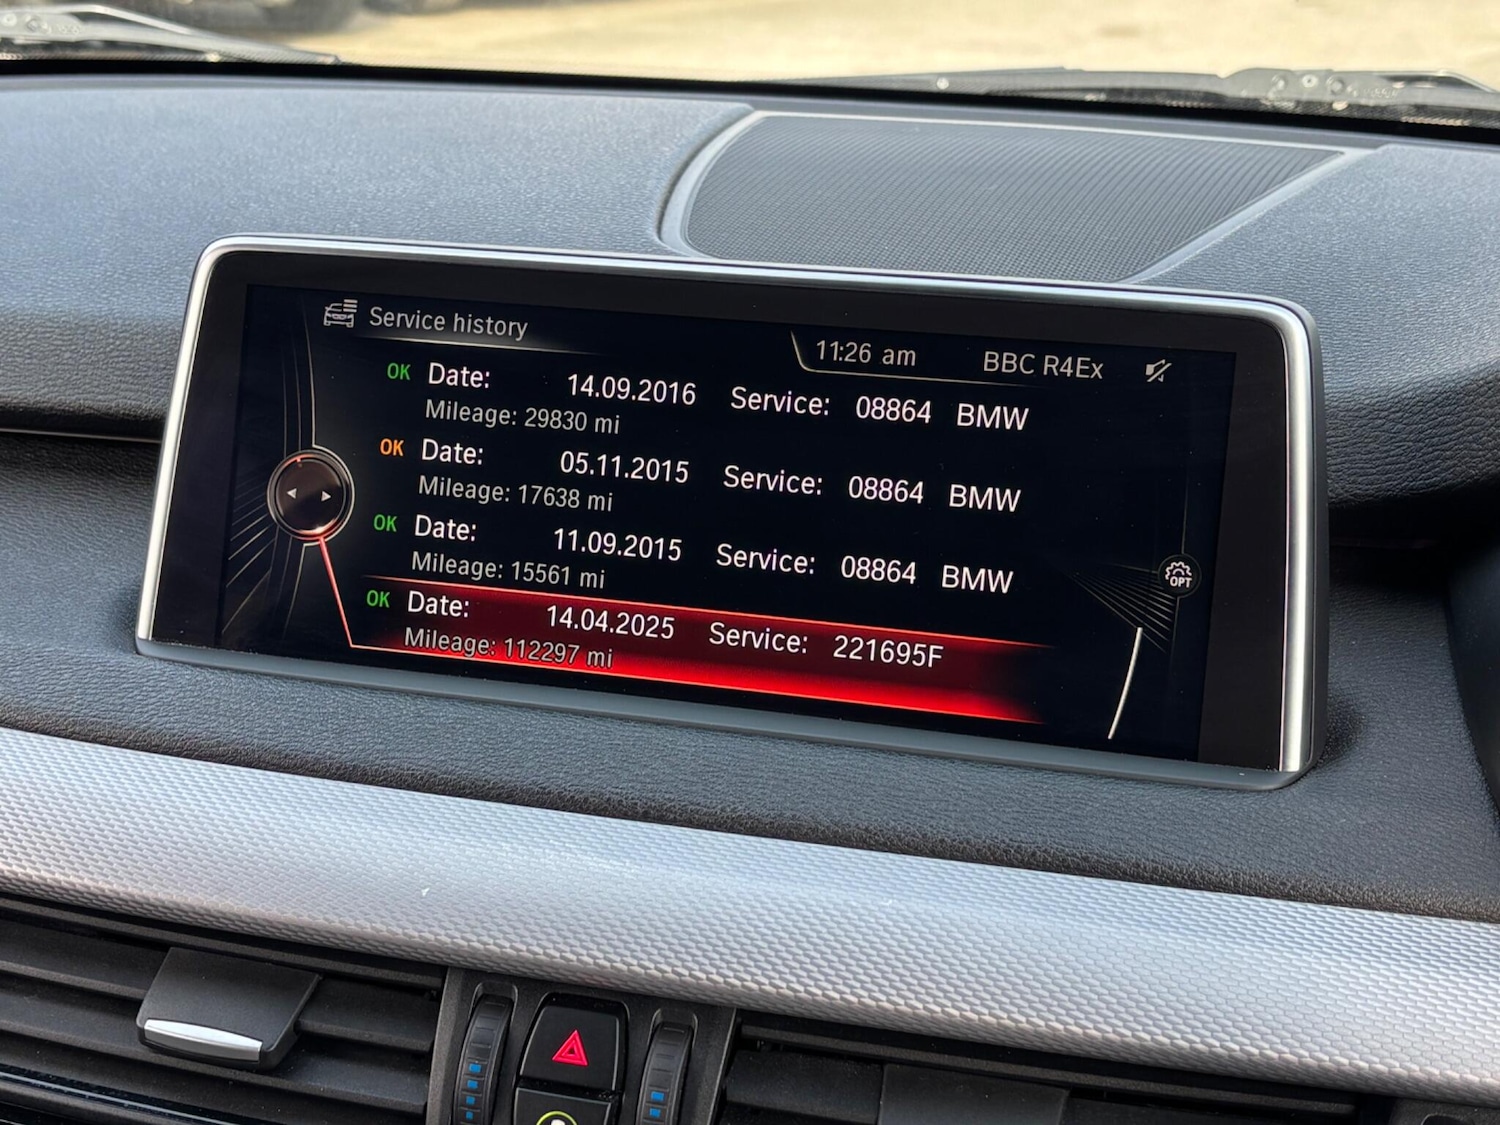 Service history
11:26 am BBC R4Ex
OK Date: 14.09.2016 Service: 08864 BMW
Mileage: 29830 mi
OK Date: 05.11.2015 Service: 08864 BMW
Mileage: 17638 mi
OK Date: 11.09.2015 Service: 08864 BMW
Mileage: 15561 mi
OPT
OK Date: 14.04.2025 Service: 221695F
Mileage: 112297 mi